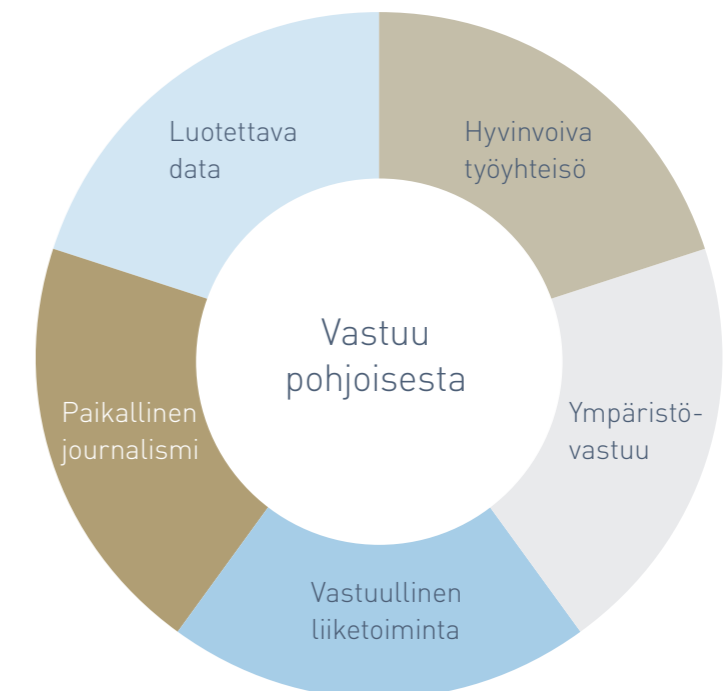 Luotettava
data
Hyvinvoiva
työyhteisö
Vastuu
pohjoisesta
Paikallinen
journalismi
Ympäristö-
vastuu
Vastuullinen
liiketoiminta